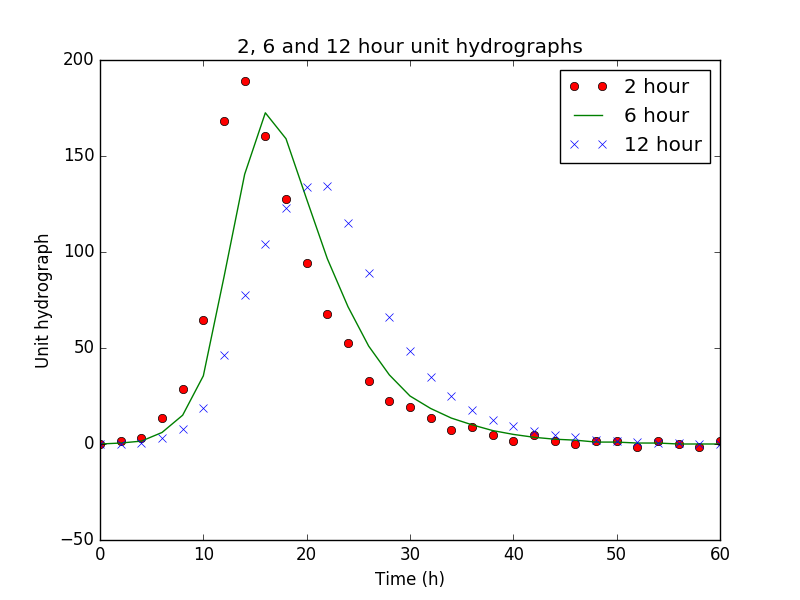 2, 6 and 12 hour unit hydrographs
200
150
100
50
0
−50
Unit hydrograph
2 hour
6 hour
12 hour
0 10 20 30 40 50 60
Time (h)